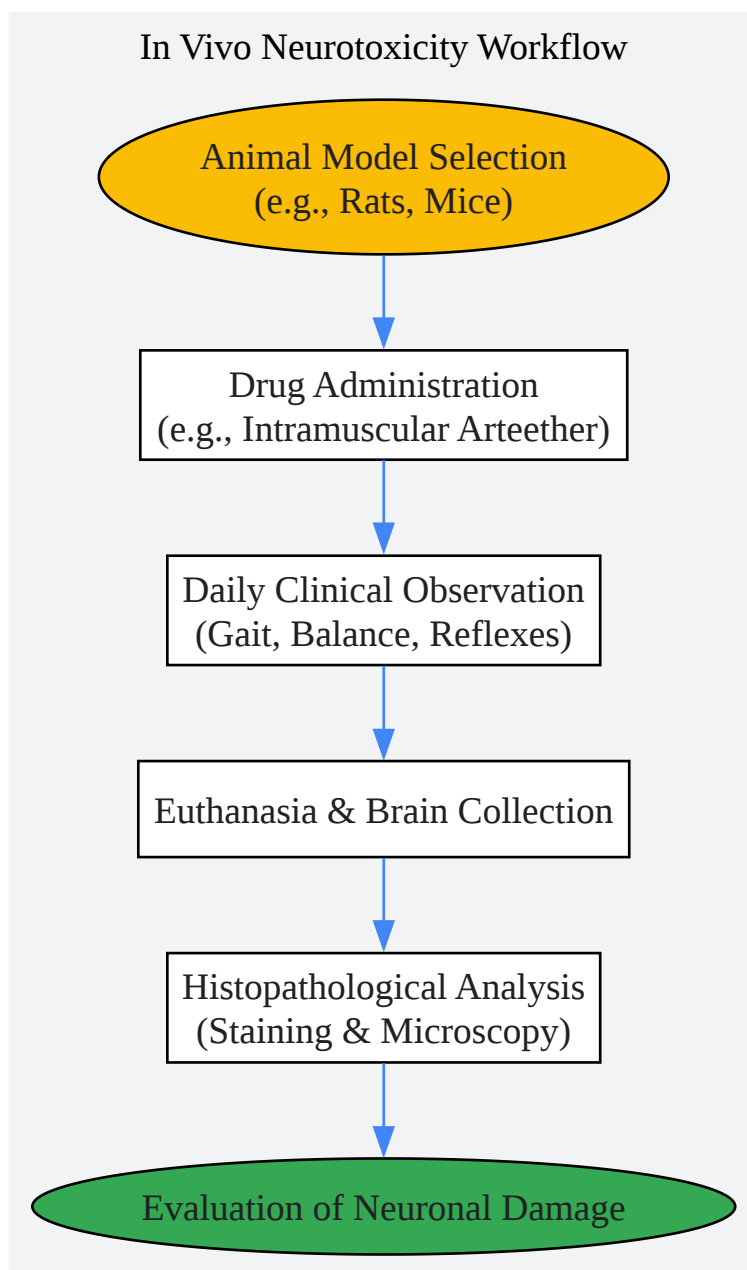 In Vivo Neurotoxicity Workflow
Animal Model Selection
(e.g., Rats, Mice)
Drug Administration
(e.g., Intramuscular Arteether)
Daily Clinical Observation
(Gait, Balance, Reflexes)
Euthanasia & Brain Collection
Histopathological Analysis
(Staining & Microscopy)
Evaluation of Neuronal Damage